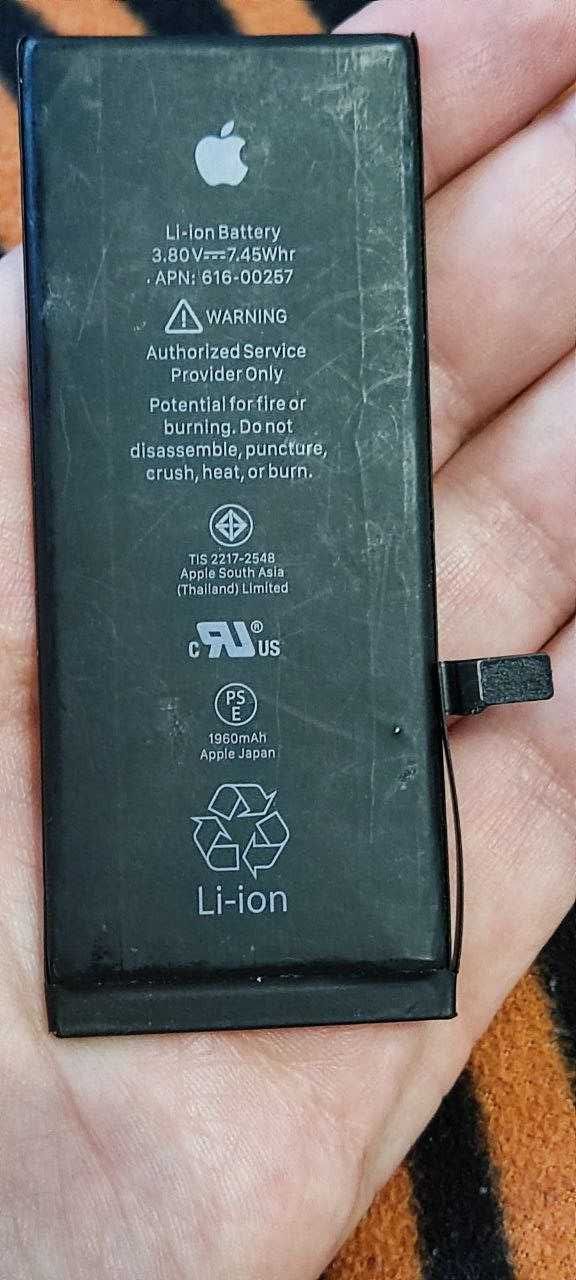 Li-ion Battery
3.80V⎓7.45Whr
APN: 616-00257
WARNING
Authorized Service
Provider Only
Potential for fire or
burning. Do not
disassemble, puncture,
crush, heat, or burn.
TIS 2217-2548
Apple South Asia
(Thailand) Limited
C RU® US
PS
E
1960mAh
Apple Japan
Li-ion